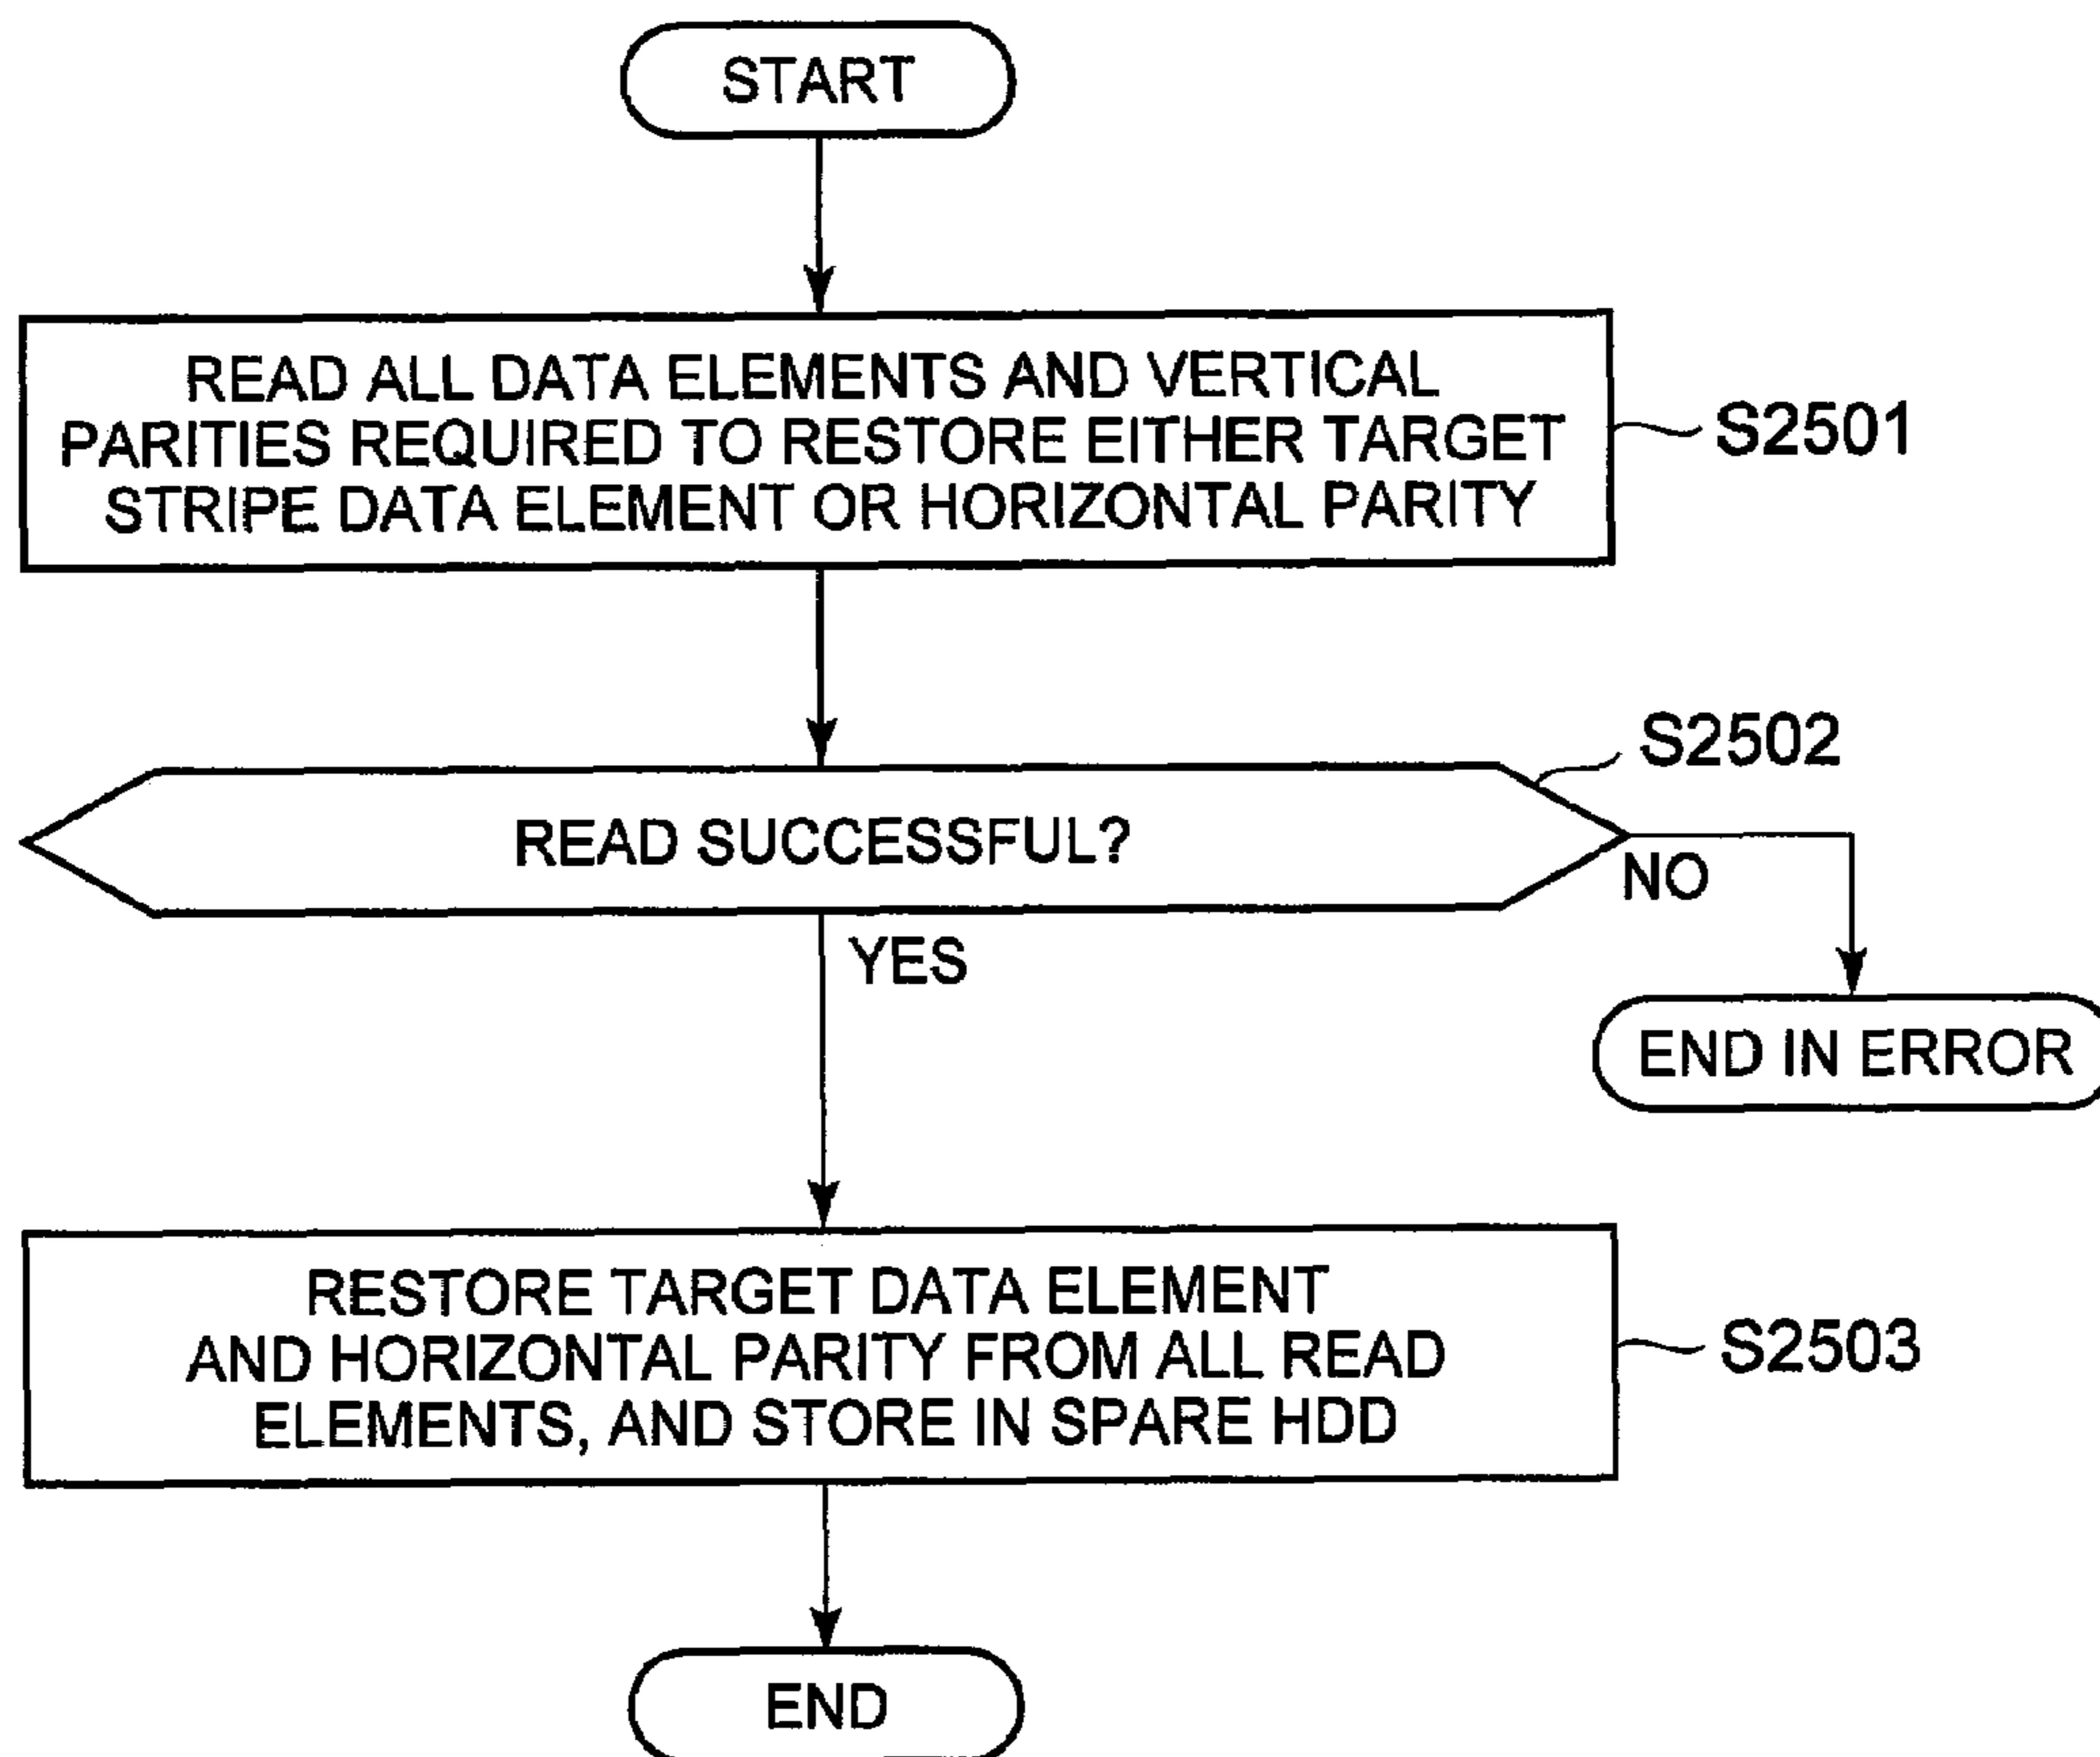 START
READ ALL DATA ELEMENTS AND VERTICAL
PARITIES REQUIRED TO RESTORE EITHER TARGET
STRIPE DATA ELEMENT OR HORIZONTAL PARITY
S2501
S2502
READ SUCCESSFUL?
NO
YES
END IN ERROR
RESTORE TARGET DATA ELEMENT
AND HORIZONTAL PARITY FROM ALL READ
ELEMENTS, AND STORE IN SPARE HDD
S2503
END